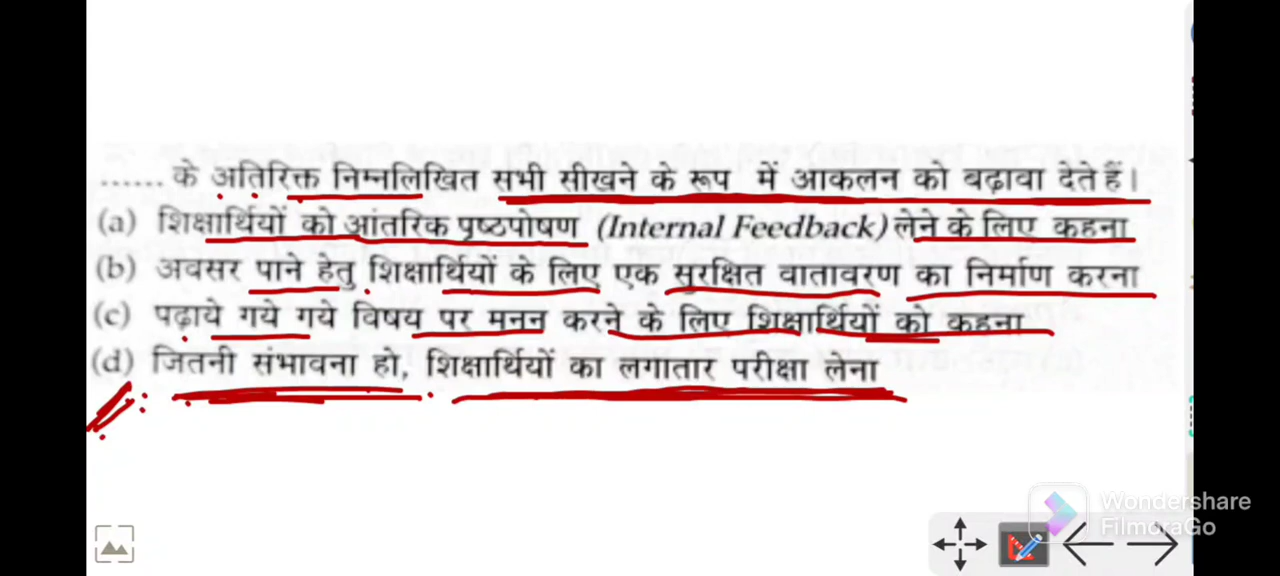 ...... के अतिरिक्त निम्नलिखित सभी सीखने के रूप में आकलन को बढ़ावा देते हैं।
(a) शिक्षार्थियों को आंतरिक पृष्ठपोषण (Internal Feedback) लेने के लिए कहना
(b) अवसर पाने हेतु शिक्षार्थियों के लिए एक सुरक्षित वातावरण का निर्माण करना
(c) पढ़ाये गये गये विषय पर मनन करने के लिए शिक्षार्थियों को कहना
(d) जितनी संभावना हो, शिक्षार्थियों का लगातार परीक्षा लेना
Wondershare
FilmoraGo